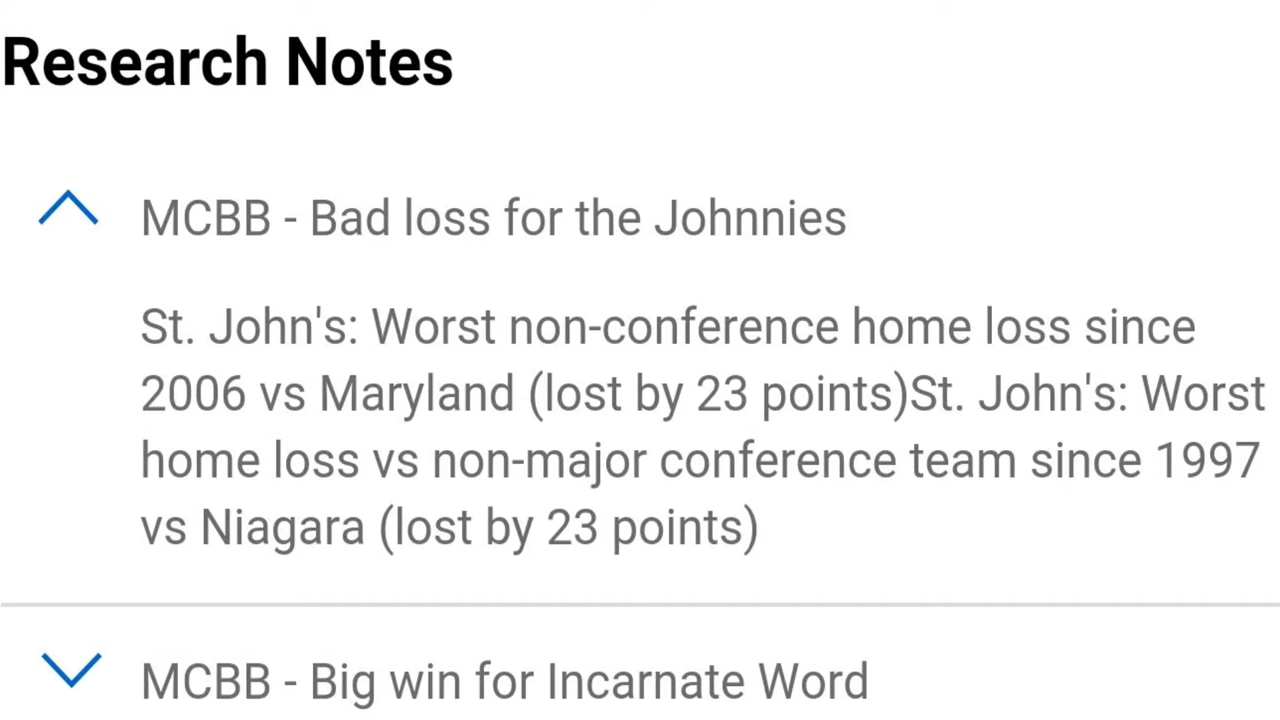 Research Notes
MCBB - Bad loss for the Johnnies
St. John's: Worst non-conference home loss since
2006 vs Maryland (lost by 23 points)St. John's: Worst
home loss vs non-major conference team since 1997
vs Niagara (lost by 23 points)
MCBB - Big win for Incarnate Word